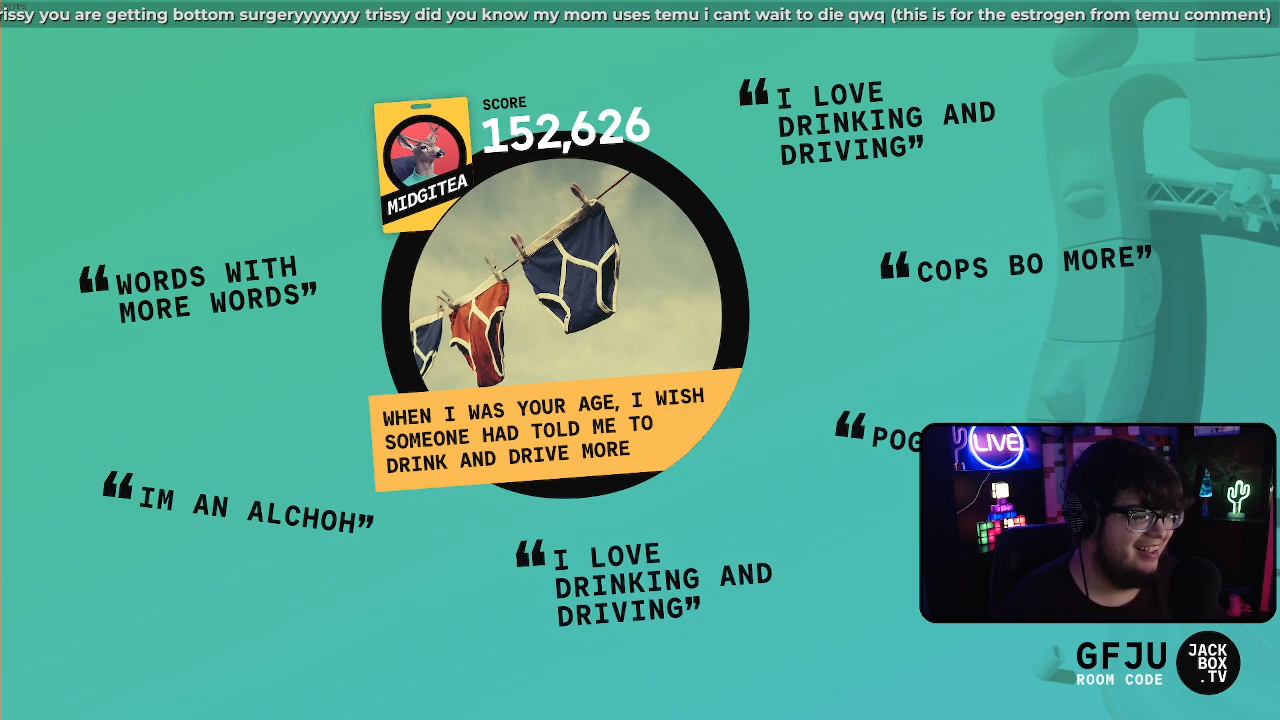 rissy you are getting bottom surgeryyyyyyy trissy did you know my mom uses temu i cant wait to die qwq (this is for the estrogen from temu comment)
SCORE
152,626
MIDGITEA
“I LOVE
DRINKING AND
DRIVING”
“WORDS WITH
MORE WORDS”
“COPS BO MORE”
WHEN I WAS YOUR AGE, I WISH
SOMEONE HAD TOLD ME TO
DRINK AND DRIVE MORE
“POG
LIVE
“IM AN ALCHOH”
“I LOVE
DRINKING AND
DRIVING”
GFJU
ROOM CODE
JACK
BOX
.TV